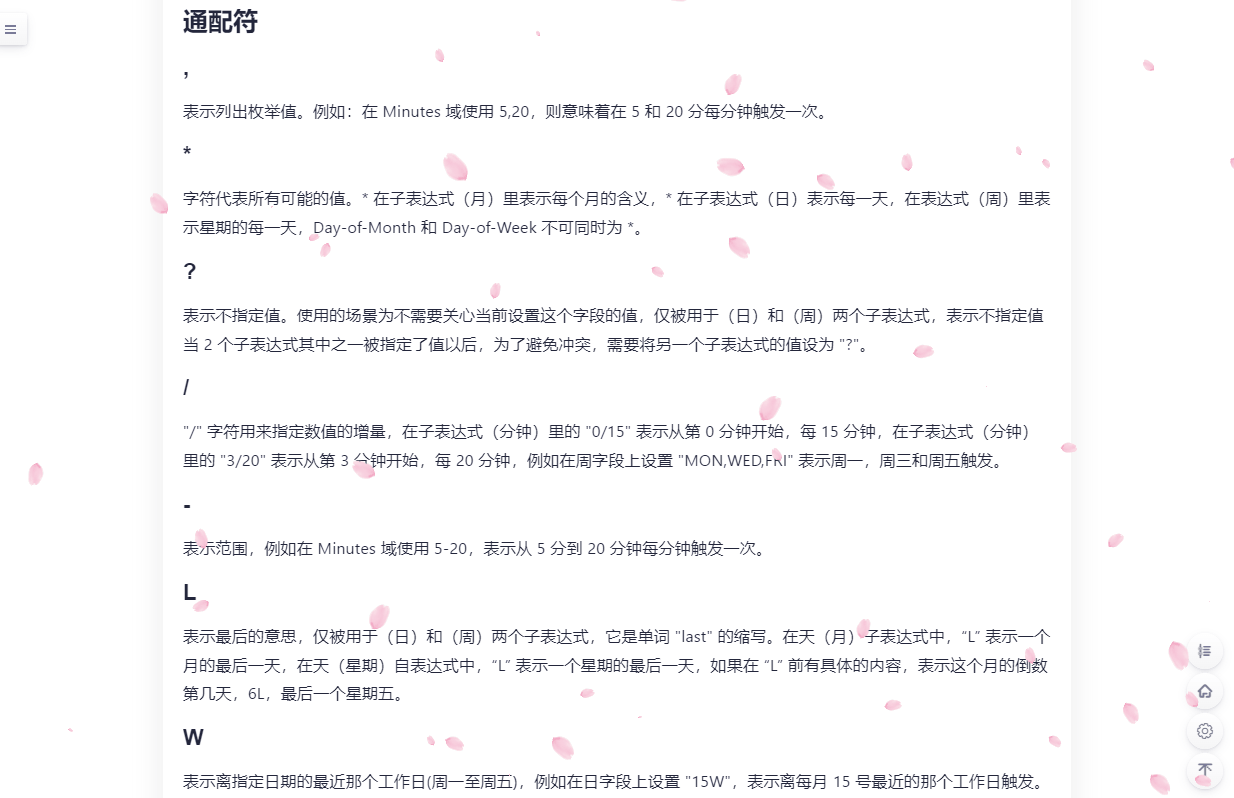 通配符
,
表示列出枚举值。例如：在 Minutes 域使用 5,20，则意味着在 5 和 20 分每分钟触发一次。
*
字符代表所有可能的值。* 在子表达式（月）里表示每个月的含义，* 在子表达式（日）表示每一天，在表达式（周）里表
示星期的每一天，Day-of-Month 和 Day-of-Week 不可同时为 *。
?
表示不指定值。使用的场景为不需要关心当前设置这个字段的值，仅被用于（日）和（周）两个子表达式，表示不指定值
当 2 个子表达式其中之一被指定了值以后，为了避免冲突，需要将另一个子表达式的值设为 "?"。
/
"/" 字符用来指定数值的增量，在子表达式（分钟）里的 "0/15" 表示从第 0 分钟开始，每 15 分钟，在子表达式（分钟）
里的 "3/20" 表示从第 3 分钟开始，每 20 分钟，例如在周字段上设置 "MON,WED,FRI" 表示周一，周三和周五触发。
-
表示范围，例如在 Minutes 域使用 5-20，表示从 5 分到 20 分钟每分钟触发一次。
L
表示最后的意思，仅被用于（日）和（周）两个子表达式，它是单词 "last" 的缩写。在天（月）子表达式中，“L” 表示一个
月的最后一天，在天（星期）自表达式中，“L” 表示一个星期的最后一天，如果在 “L” 前有具体的内容，表示这个月的倒数
第几天，6L，最后一个星期五。
W
表示离指定日期的最近那个工作日(周一至周五)，例如在日字段上设置 "15W"，表示离每月 15 号最近的那个工作日触发。